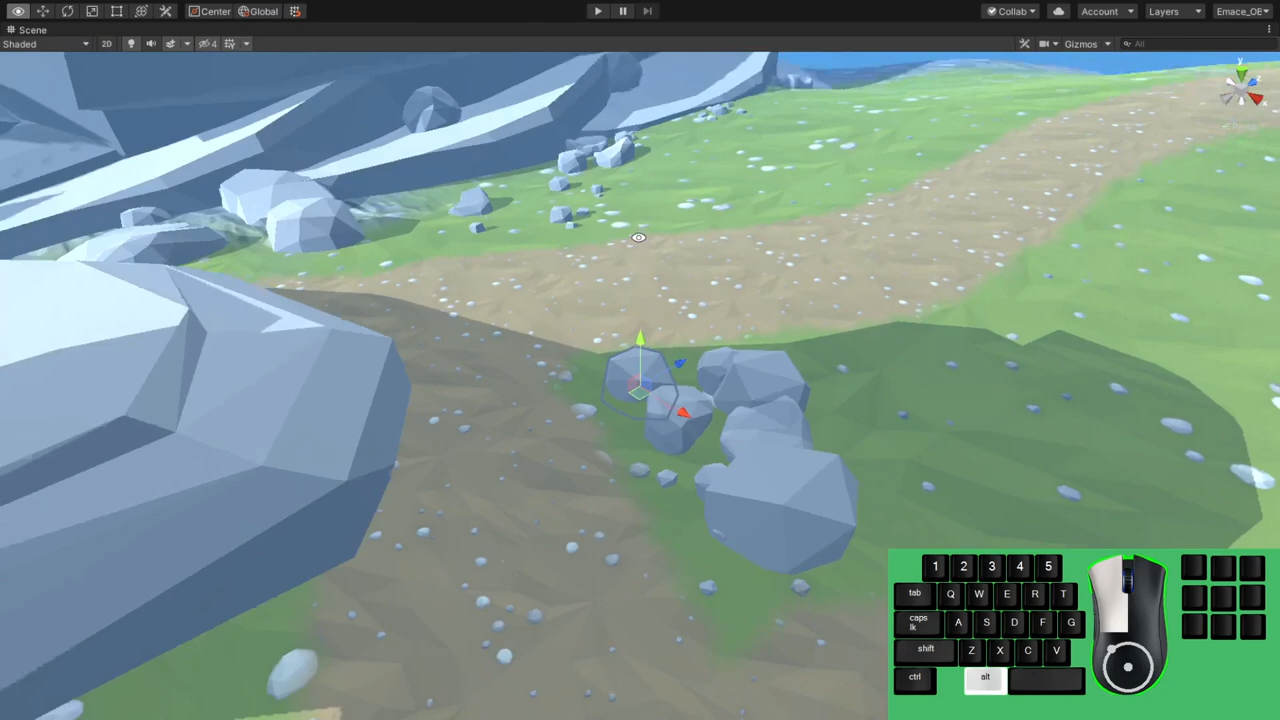 Center Global Collab Account Layers Emace_OE
Scene
Shaded 2D 4 Gizmos All
y
z
x
Persp
1 2 3 4 5
tab Q W E R T
caps lk A S D F G
shift Z X C V
ctrl alt